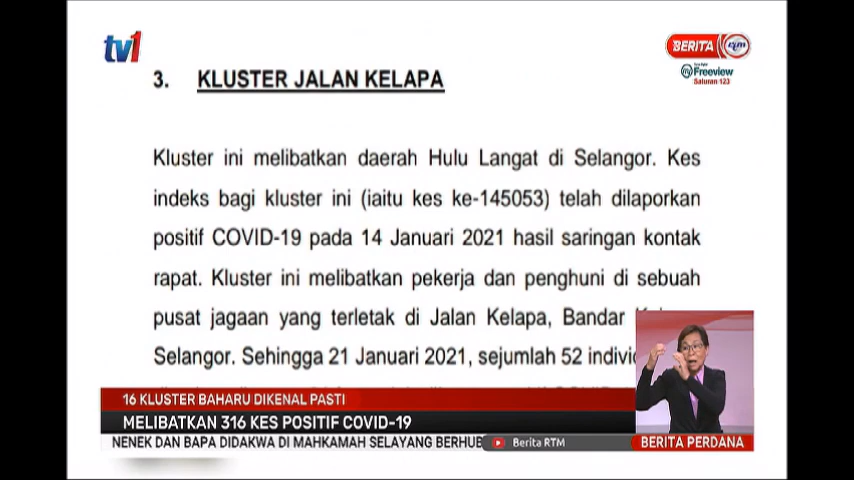 tv1
BERITA rtm
myFreeview
Saluran 123
3. KLUSTER JALAN KELAPA
Kluster ini melibatkan daerah Hulu Langat di Selangor. Kes
indeks bagi kluster ini (iaitu kes ke-145053) telah dilaporkan
positif COVID-19 pada 14 Januari 2021 hasil saringan kontak
rapat. Kluster ini melibatkan pekerja dan penghuni di sebuah
pusat jagaan yang terletak di Jalan Kelapa, Bandar
Selangor. Sehingga 21 Januari 2021, sejumlah 52
16 KLUSTER BAHARU DIKENAL PASTI
MELIBATKAN 316 KES POSITIF COVID-19
NENEK DAN BAPA DIDAKWA DI MAHKAMAH SELAYANG BERHUB
Berita RTM
BERITA PERDANA